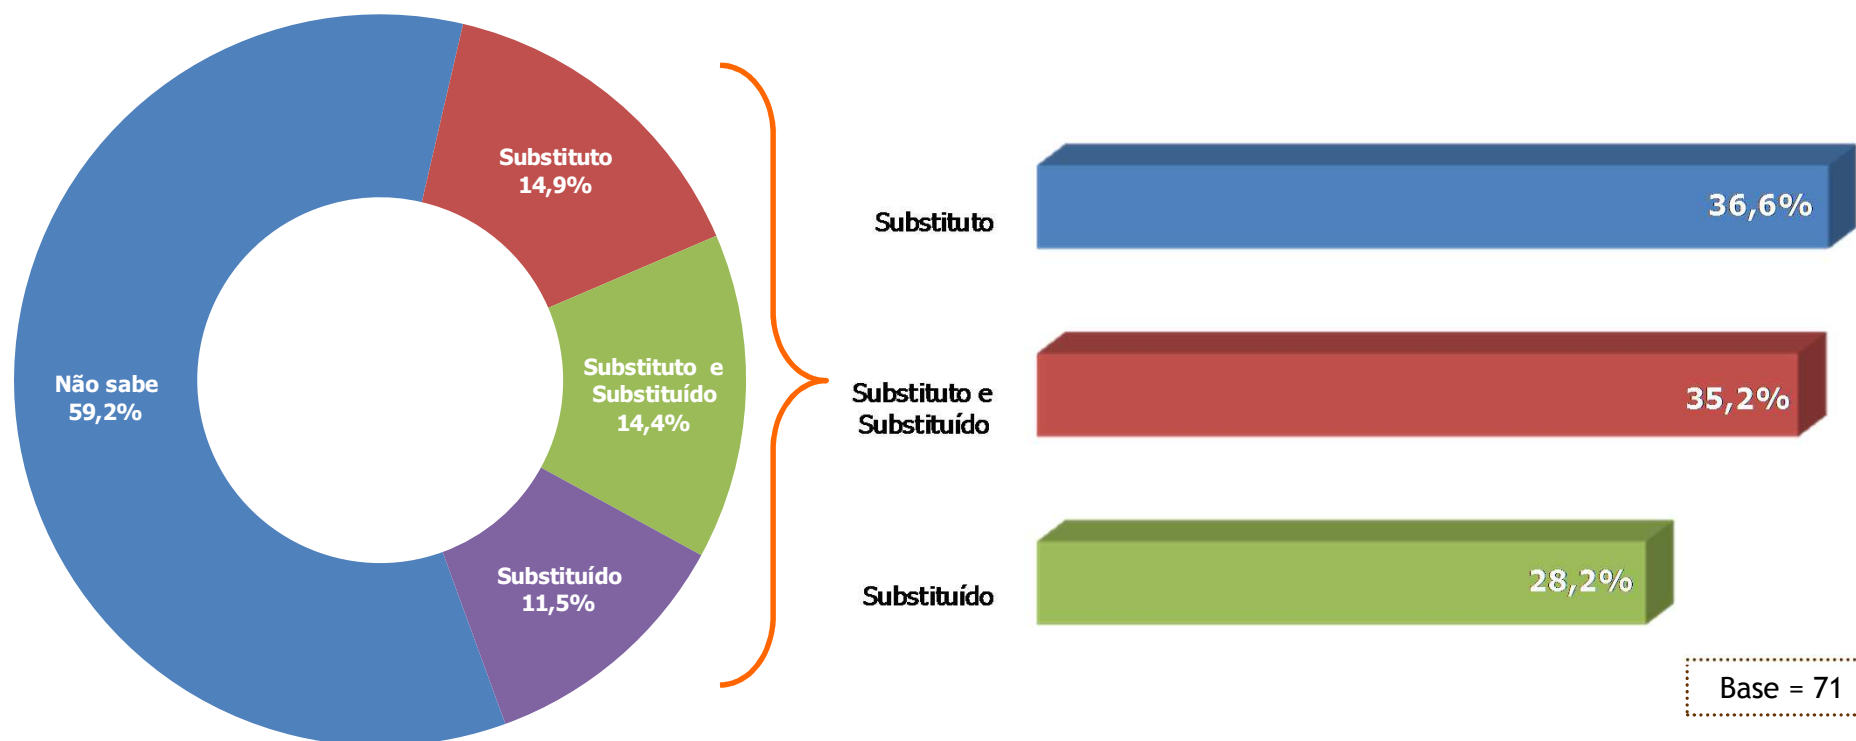 Substituto
14,9%
Substituto e
Substituído
14,4%
Não sabe
59,2%
Substituído
11,5%
Substituto
36,6%
Substituto e
Substituído
35,2%
Substituído
28,2%
Base = 71